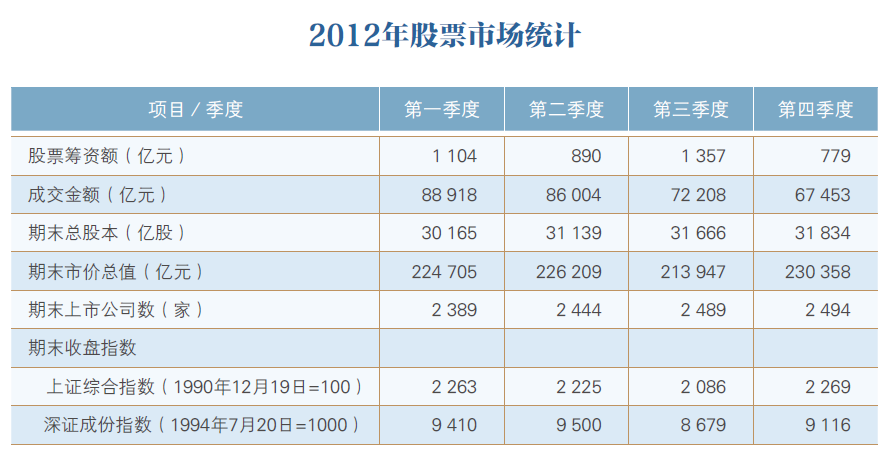 2012年股票市场统计
项目／季度 第一季度 第二季度 第三季度 第四季度
股票筹资额（亿元） 1 104 890 1 357 779
成交金额（亿元） 88 918 86 004 72 208 67 453
期末总股本（亿股） 30 165 31 139 31 666 31 834
期末市价总值（亿元） 224 705 226 209 213 947 230 358
期末上市公司数（家） 2 389 2 444 2 489 2 494
期末收盘指数
上证综合指数（1990年12月19日=100） 2 263 2 225 2 086 2 269
深证成份指数（1994年7月20日=1000） 9 410 9 500 8 679 9 116